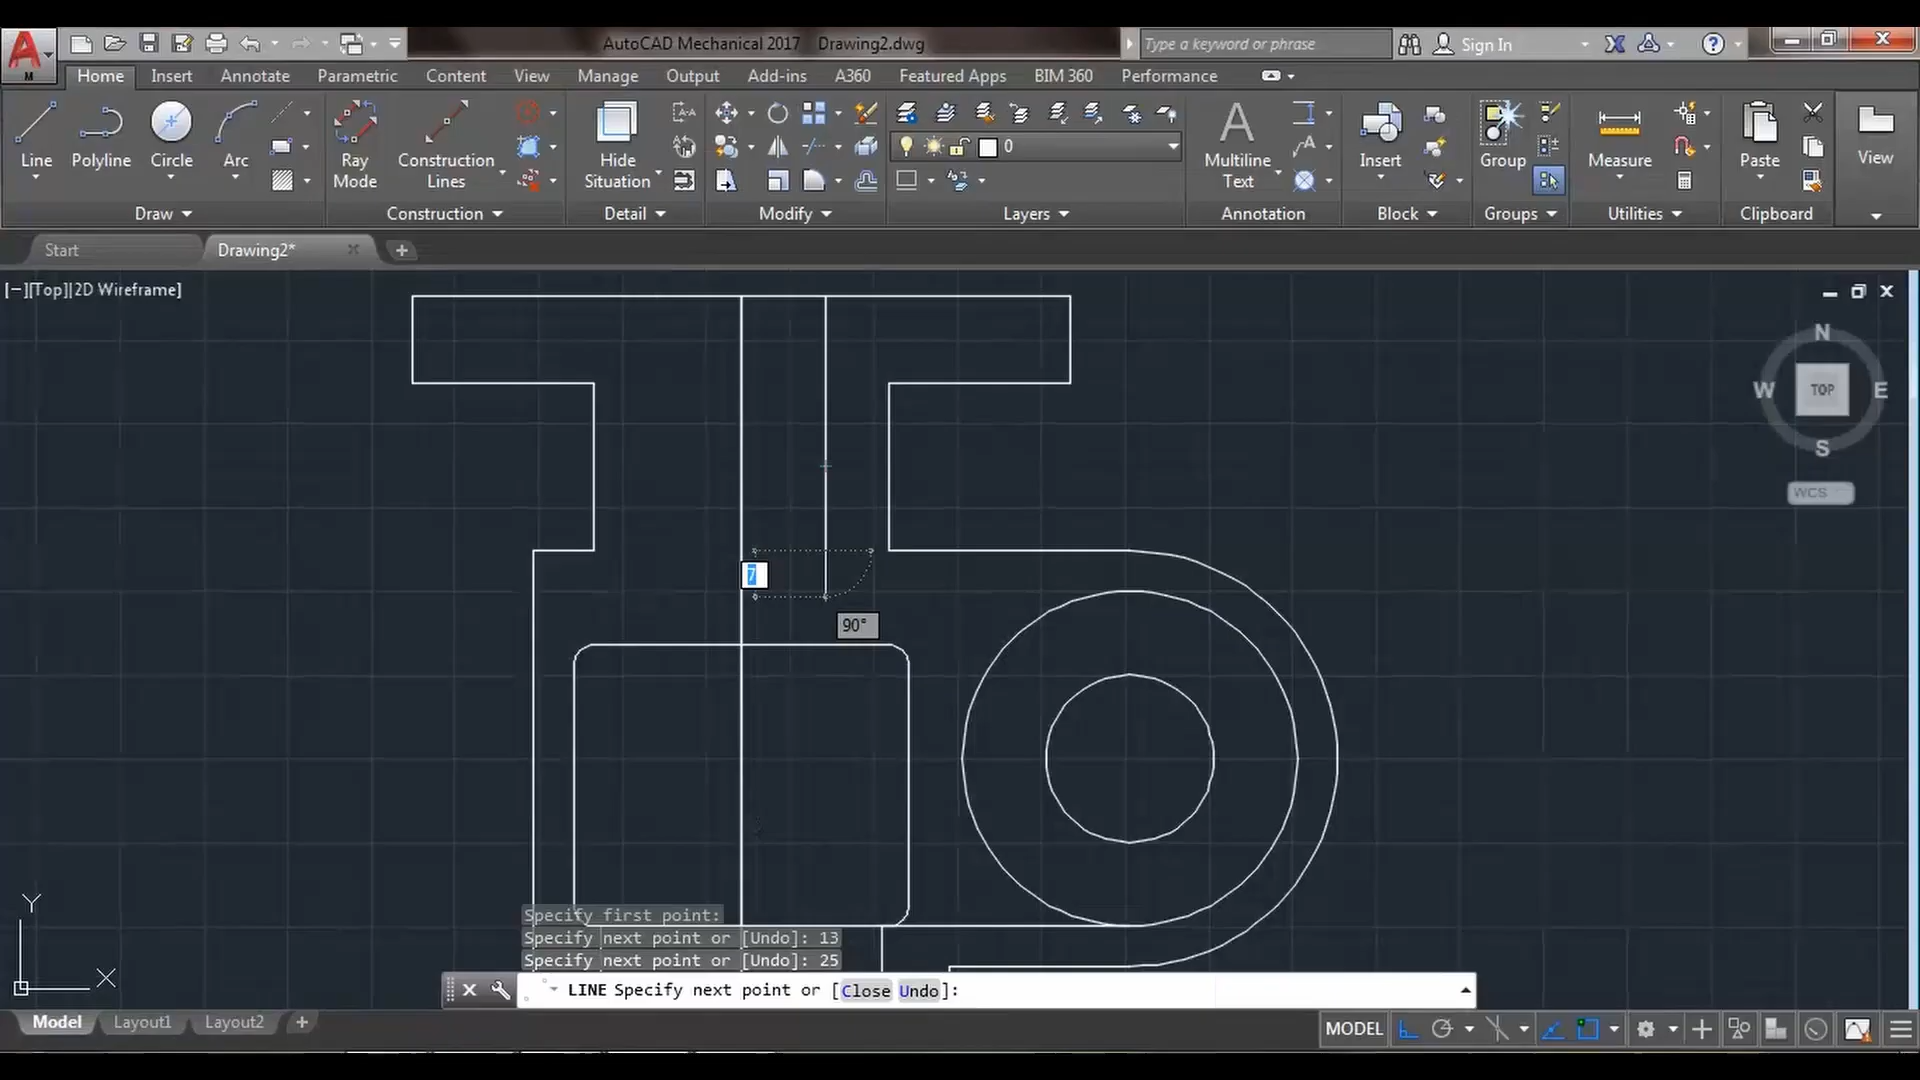 AutoCAD Mechanical 2017 Drawing2.dwg
Type a keyword or phrase
Sign In
M
Home Insert Annotate Parametric Content View Manage Output Add-ins A360 Featured Apps BIM 360 Performance
Line Polyline Circle Arc
Ray Mode
Construction Lines
Hide Situation
0
Multiline Text
Insert
Group
Measure
Paste
View
Draw Construction Detail Modify Layers Annotation Block Groups Utilities Clipboard
Start Drawing2*
[−][Top][2D Wireframe]
N
W TOP E
S
WCS
7
90°
Y
X
Specify first point:
Specify next point or [Undo]: 13
Specify next point or [Undo]: 25
LINE Specify next point or [Close Undo]:
Model Layout1 Layout2
MODEL